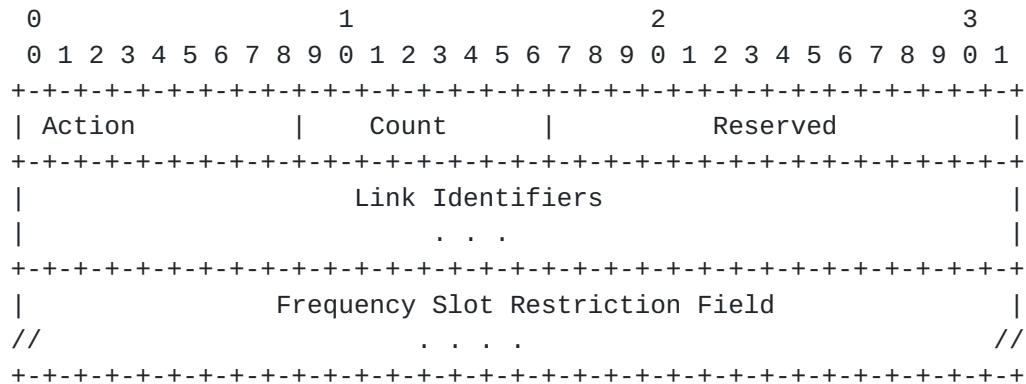 0                   1                   2                   3
 0 1 2 3 4 5 6 7 8 9 0 1 2 3 4 5 6 7 8 9 0 1 2 3 4 5 6 7 8 9 0 1
+-+-+-+-+-+-+-+-+-+-+-+-+-+-+-+-+-+-+-+-+-+-+-+-+-+-+-+-+-+-+-+-+
| Action          |    Count      |          Reserved           |
+-+-+-+-+-+-+-+-+-+-+-+-+-+-+-+-+-+-+-+-+-+-+-+-+-+-+-+-+-+-+-+-+
|                     Link Identifiers                          |
|                          . . .                                |
+-+-+-+-+-+-+-+-+-+-+-+-+-+-+-+-+-+-+-+-+-+-+-+-+-+-+-+-+-+-+-+-+
|                Frequency Slot Restriction Field               |
//                        . . . .                              //
+-+-+-+-+-+-+-+-+-+-+-+-+-+-+-+-+-+-+-+-+-+-+-+-+-+-+-+-+-+-+-+-+